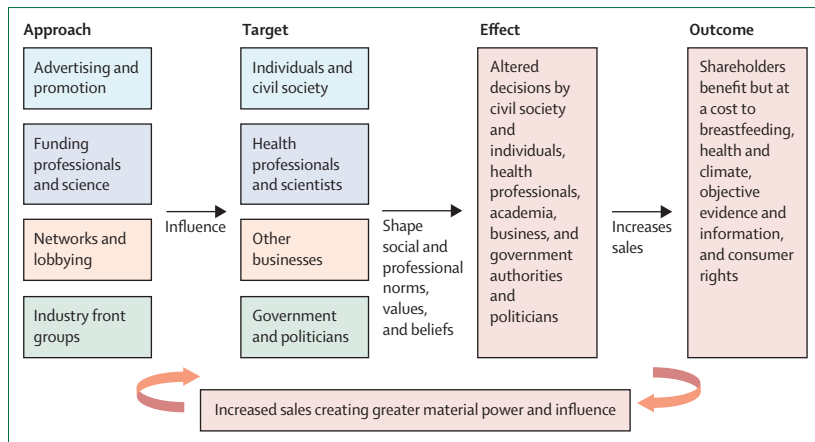 Approach
Target
Effect
Outcome
Advertising and
promotion
Funding
professionals
and science
Networks and
lobbying
Industry front
groups
Influence
Individuals and
civil society
Health
professionals
and scientists
Other
businesses
Government
and politicians
Shape
social and
professional
norms,
values,
and beliefs
Altered
decisions by
civil society
and
individuals,
health
professionals,
academia,
business, and
government
authorities
and
politicians
Increases
sales
Shareholders
benefit but at
a cost to
breastfeeding,
health and
climate,
objective
evidence and
information,
and consumer
rights
Increased sales creating greater material power and influence